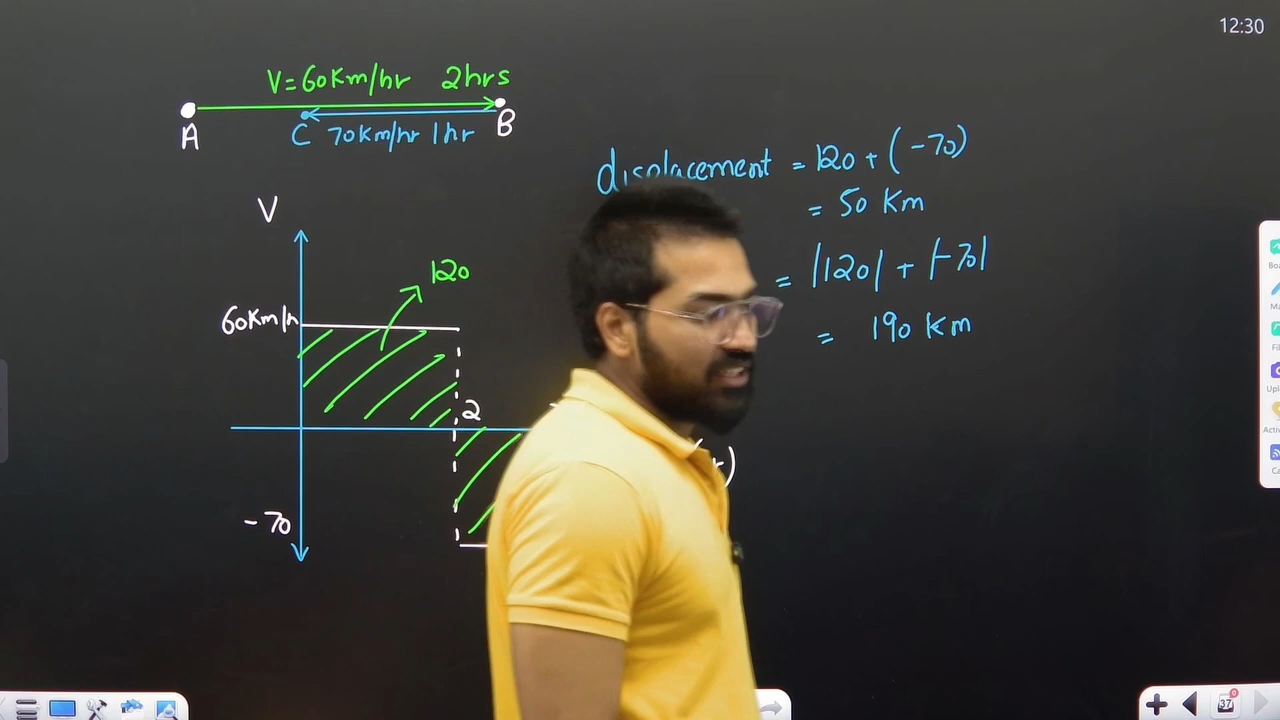 12:30
V=60Km/hr 2hrs
A
C 70km/hr 1hr
B
displacement = 120 + (-70)
= 50 Km
= |120| + |-70|
= 190 Km
V
120
60Km/h
2
-70
37